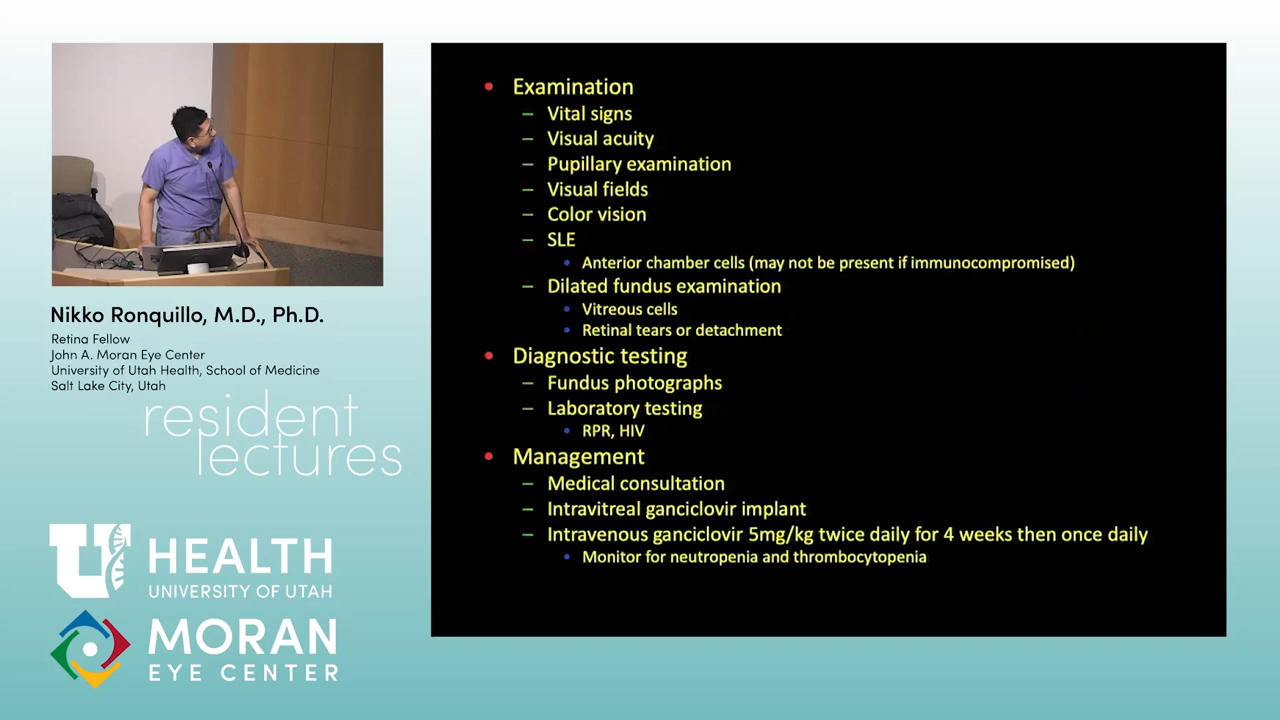 Nikko Ronquillo, M.D., Ph.D.
Retina Fellow
John A. Moran Eye Center
University of Utah Health, School of Medicine
Salt Lake City, Utah
resident
lectures
U HEALTH
UNIVERSITY OF UTAH
MORAN
EYE CENTER
• Examination
– Vital signs
– Visual acuity
– Pupillary examination
– Visual fields
– Color vision
– SLE
• Anterior chamber cells (may not be present if immunocompromised)
– Dilated fundus examination
• Vitreous cells
• Retinal tears or detachment
• Diagnostic testing
– Fundus photographs
– Laboratory testing
• RPR, HIV
• Management
– Medical consultation
– Intravitreal ganciclovir implant
– Intravenous ganciclovir 5mg/kg twice daily for 4 weeks then once daily
• Monitor for neutropenia and thrombocytopenia